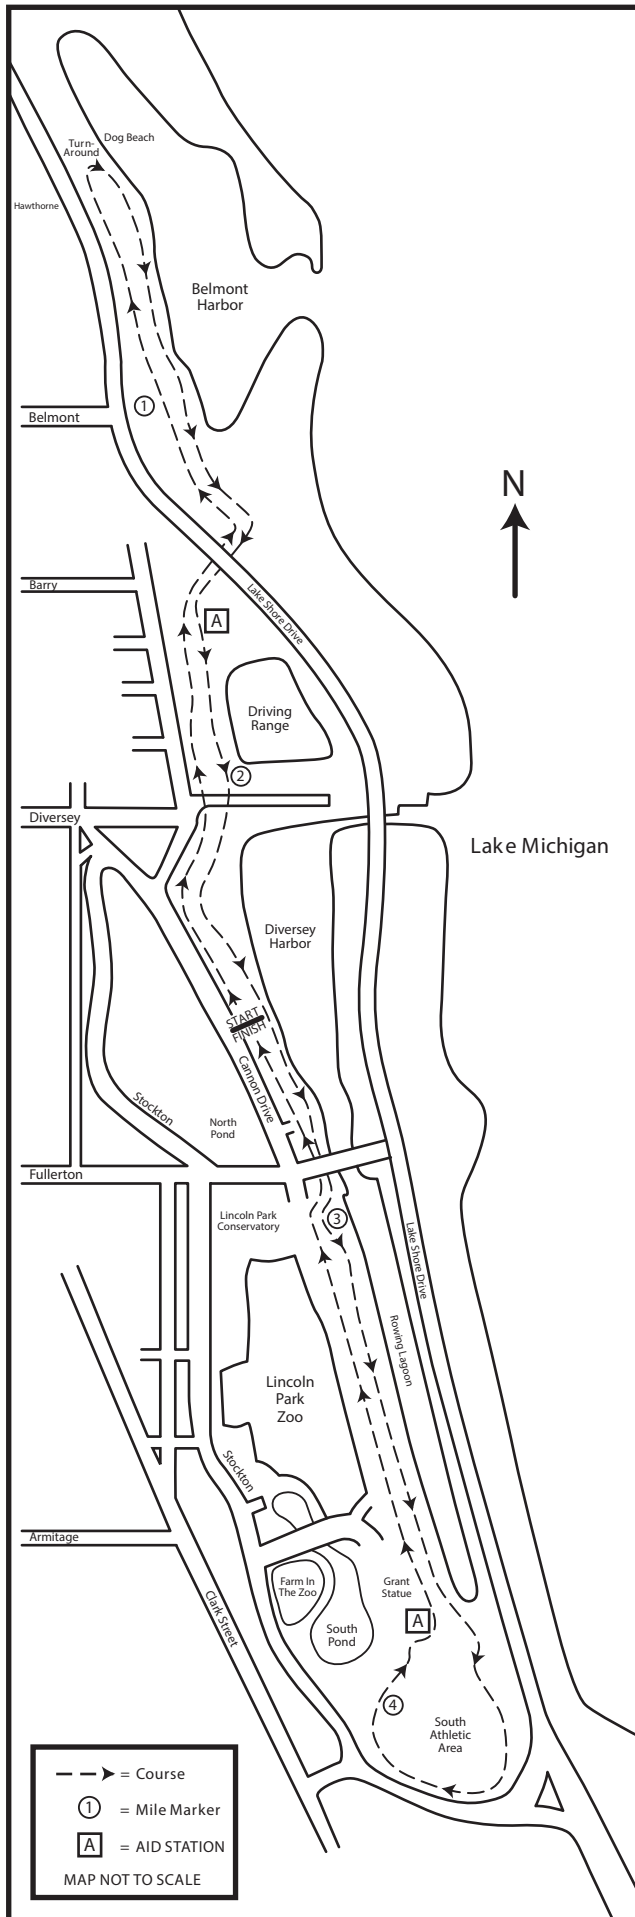 Dog Beach
Turn-
Around
Hawthorne
Belmont
Harbor
1
Belmont
N
Barry
Lake Shore Drive
A
Driving
Range
2
Diversey
Lake Michigan
Diversey
Harbor
START
FINISH
Cannon Drive
Stockton
North
Pond
Fullerton
Lincoln Park
Conservatory
3
Lake Shore Drive
Rowing Lagoon
Lincoln
Park
Zoo
Stockton
Armitage
Farm In
The Zoo
Grant
Statue
Clark Street
South
Pond
A
4
South
Athletic
Area
= Course
1 = Mile Marker
A = AID STATION
MAP NOT TO SCALE